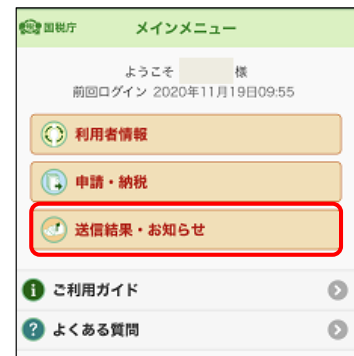 国税庁 メインメニュー
ようこそ 様
前回ログイン 2020年11月19日09:55
利用者情報
申請・納税
送信結果・お知らせ
ご利用ガイド
よくある質問